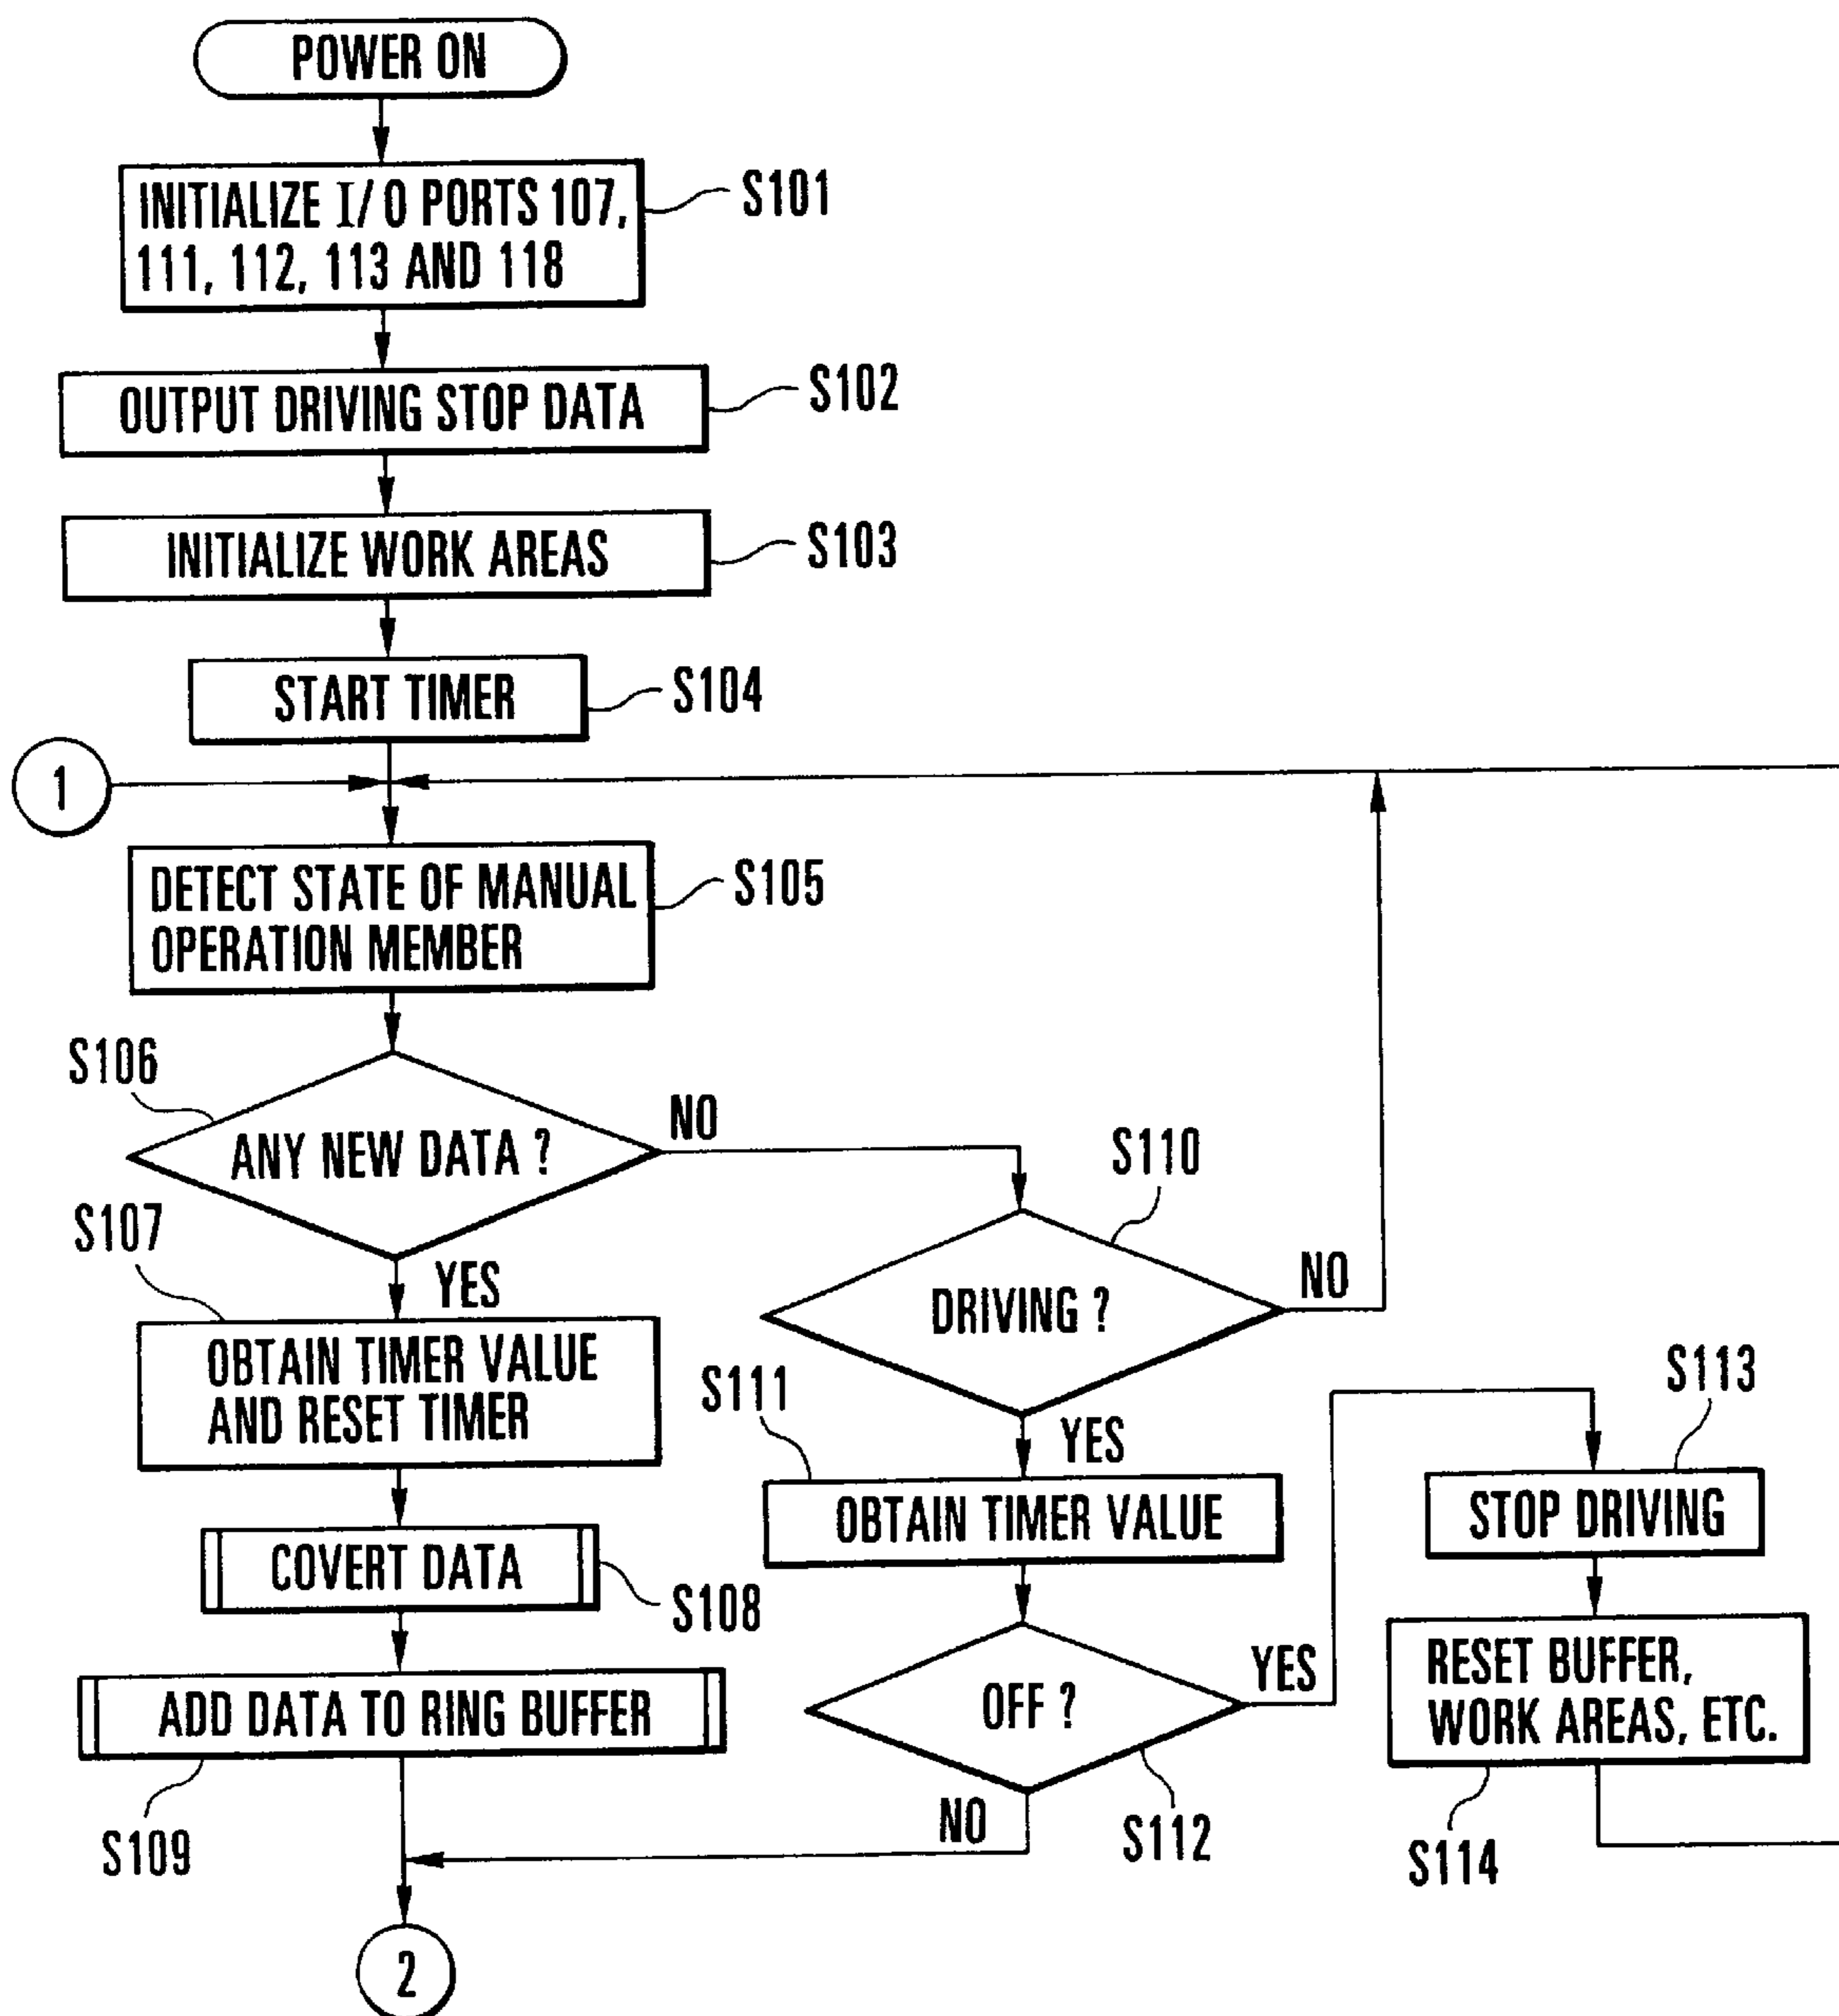 POWER ON
INITIALIZE I/O PORTS 107,
111, 112, 113 AND 118
S101
OUTPUT DRIVING STOP DATA
S102
INITIALIZE WORK AREAS
S103
START TIMER
S104
1
DETECT STATE OF MANUAL
OPERATION MEMBER
S105
S106
ANY NEW DATA ?
NO
S107
YES
OBTAIN TIMER VALUE
AND RESET TIMER
COVERT DATA
S108
ADD DATA TO RING BUFFER
S109
2
S110
DRIVING ?
NO
S111
YES
OBTAIN TIMER VALUE
OFF ?
YES
NO
S112
S113
STOP DRIVING
RESET BUFFER,
WORK AREAS, ETC.
S114